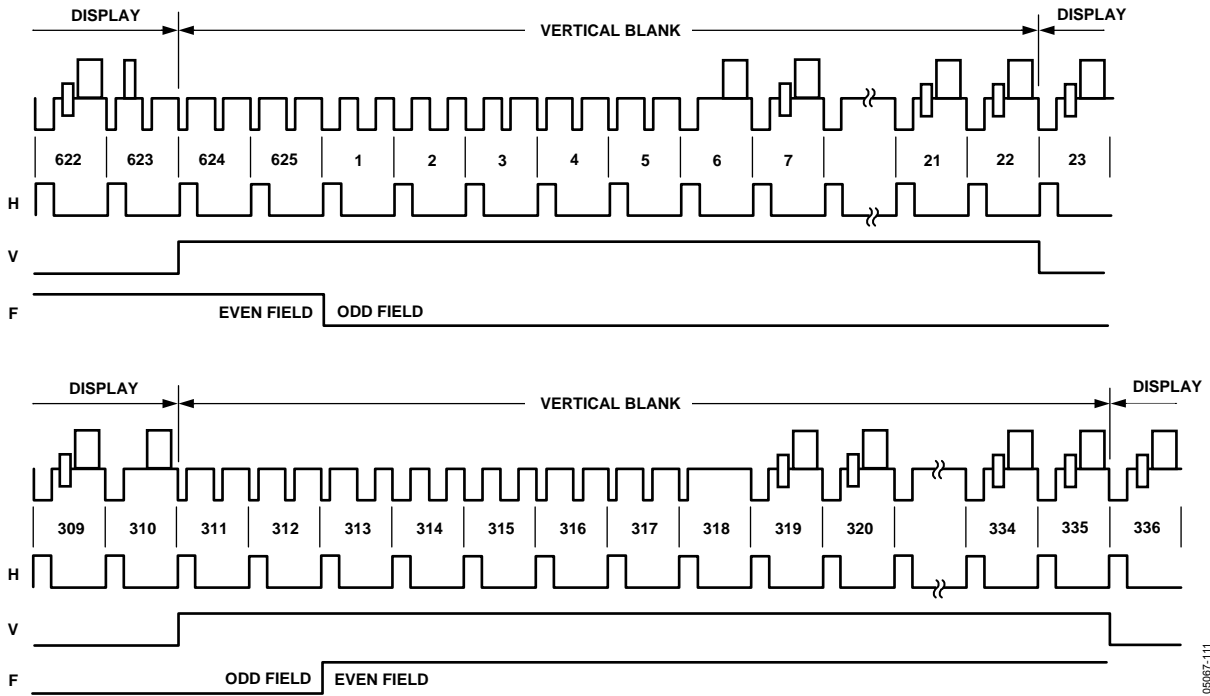 DISPLAY VERTICAL BLANK DISPLAY
622 623 624 625 1 2 3 4 5 6 7 21 22 23
H
V
F EVEN FIELD ODD FIELD
DISPLAY VERTICAL BLANK DISPLAY
309 310 311 312 313 314 315 316 317 318 319 320 334 335 336
H
V
F ODD FIELD EVEN FIELD
05067-111